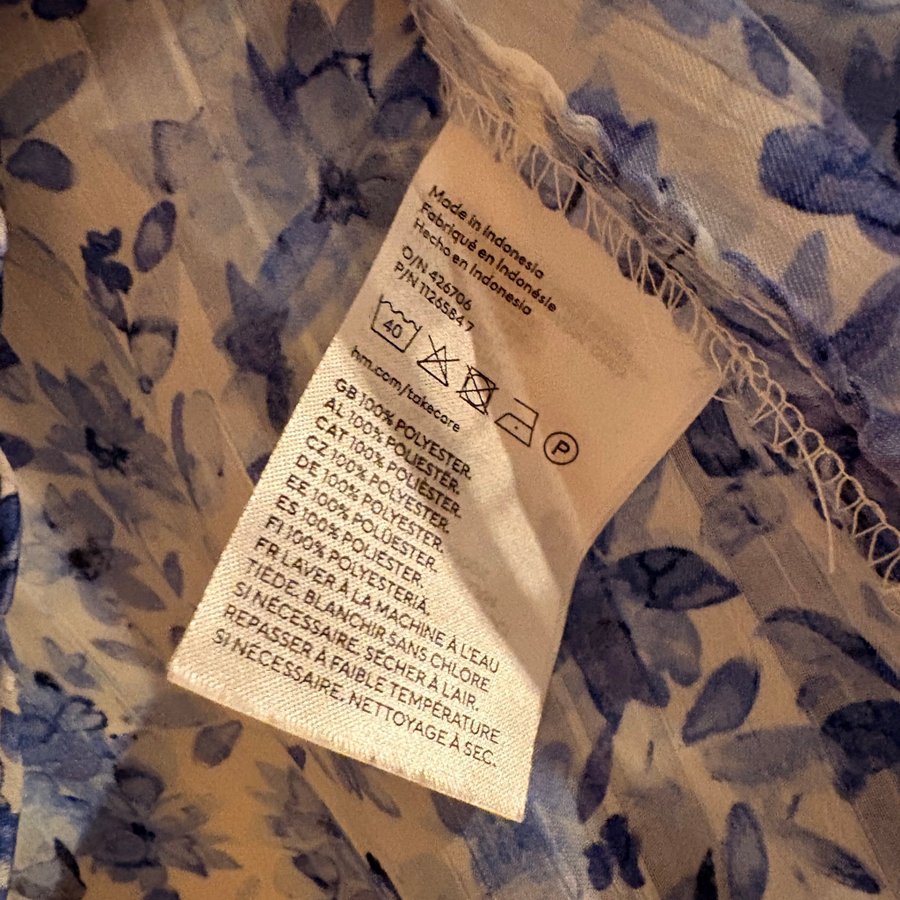 Made in Indonesia
Fabriqué en Indonésie
Hecho en Indonesia
O/N 426706
P/N 1126584.7
40
P
hm.com/takecare
GB 100% POLYESTER.
AL 100% POLIESTER.
CAT 100% POLIÈSTER.
CZ 100% POLYESTER.
DE 100% POLYESTER.
EE 100% POLÜESTER.
ES 100% POLIÉSTER.
FI 100% POLYESTERIÄ.
FR LAVER À LA MACHINE À L'EAU
TIÈDE. BLANCHIR SANS CHLORE
SI NÉCESSAIRE. SÉCHER À L'AIR.
REPASSER À FAIBLE TEMPÉRATURE
SI NÉCESSAIRE. NETTOYAGE À SEC.